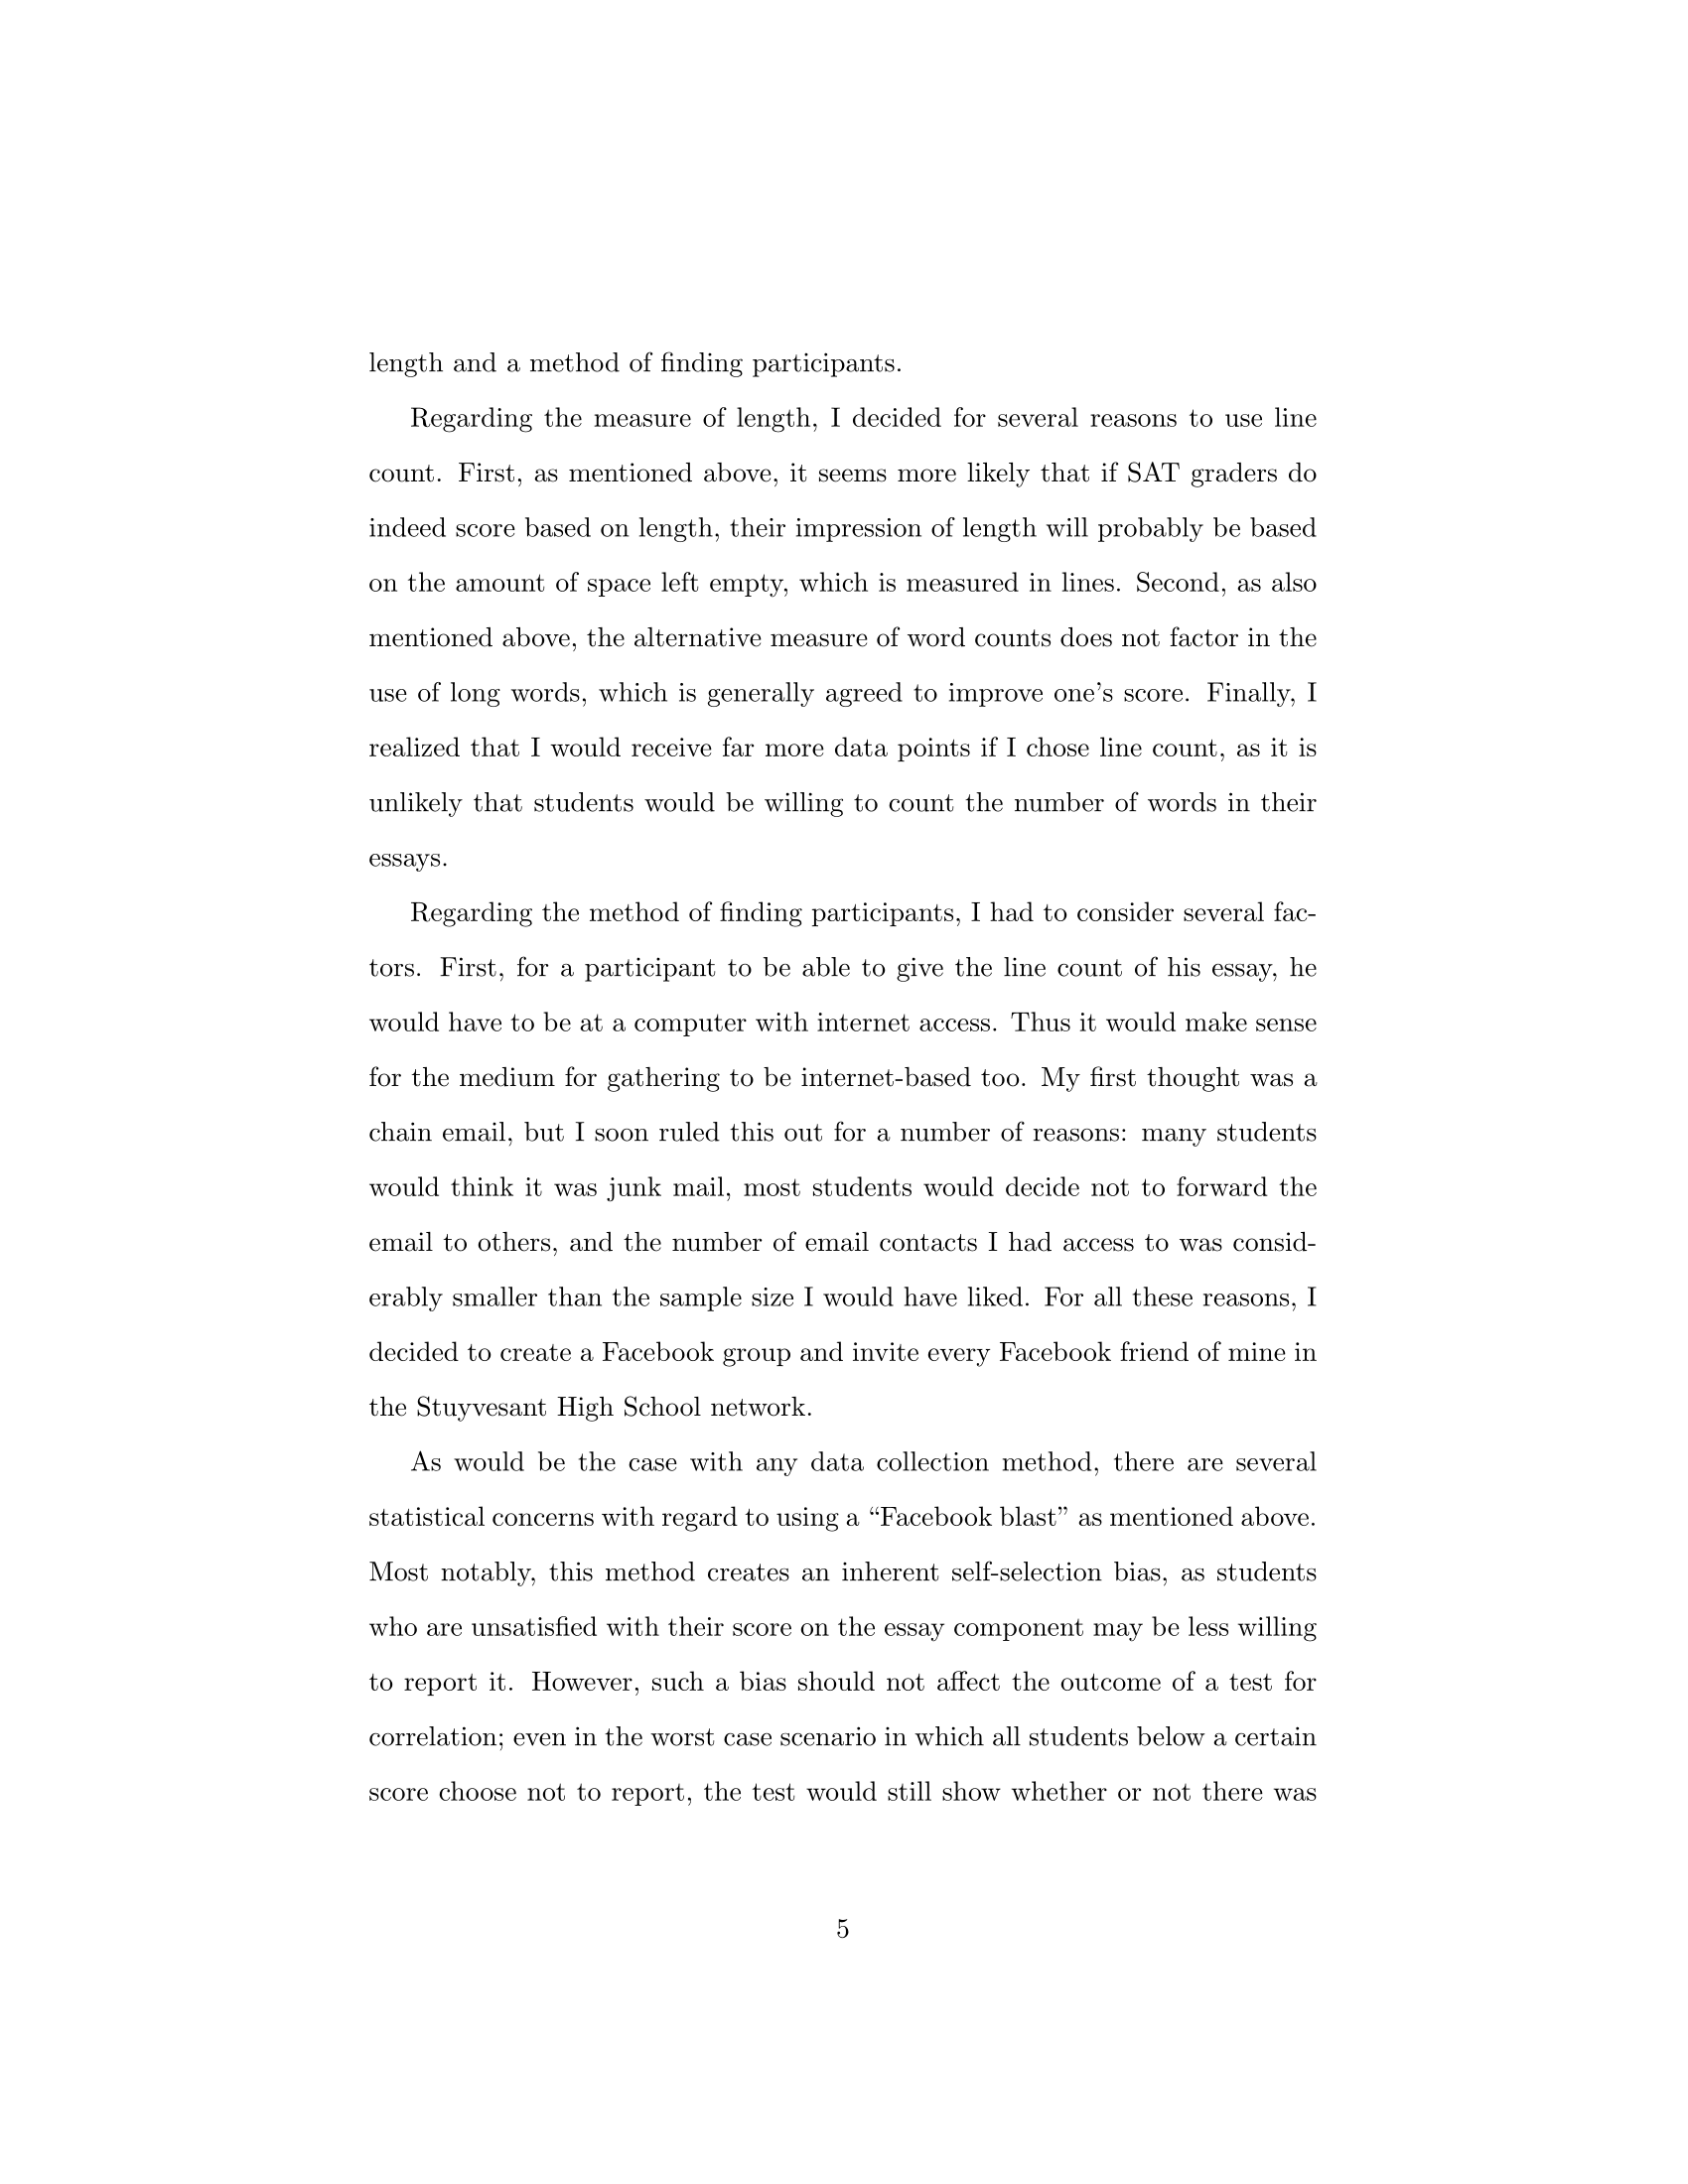 length and a method of finding participants.
Regarding the measure of length, I decided for several reasons to use line
count. First, as mentioned above, it seems more likely that if SAT graders do
indeed score based on length, their impression of length will probably be based
on the amount of space left empty, which is measured in lines. Second, as also
mentioned above, the alternative measure of word counts does not factor in the
use of long words, which is generally agreed to improve one’s score. Finally, I
realized that I would receive far more data points if I chose line count, as it is
unlikely that students would be willing to count the number of words in their
essays.
Regarding the method of finding participants, I had to consider several fac-
tors. First, for a participant to be able to give the line count of his essay, he
would have to be at a computer with internet access. Thus it would make sense
for the medium for gathering to be internet-based too. My first thought was a
chain email, but I soon ruled this out for a number of reasons: many students
would think it was junk mail, most students would decide not to forward the
email to others, and the number of email contacts I had access to was consid-
erably smaller than the sample size I would have liked. For all these reasons, I
decided to create a Facebook group and invite every Facebook friend of mine in
the Stuyvesant High School network.
As would be the case with any data collection method, there are several
statistical concerns with regard to using a “Facebook blast” as mentioned above.
Most notably, this method creates an inherent self-selection bias, as students
who are unsatisfied with their score on the essay component may be less willing
to report it. However, such a bias should not affect the outcome of a test for
correlation; even in the worst case scenario in which all students below a certain
score choose not to report, the test would still show whether or not there was
5